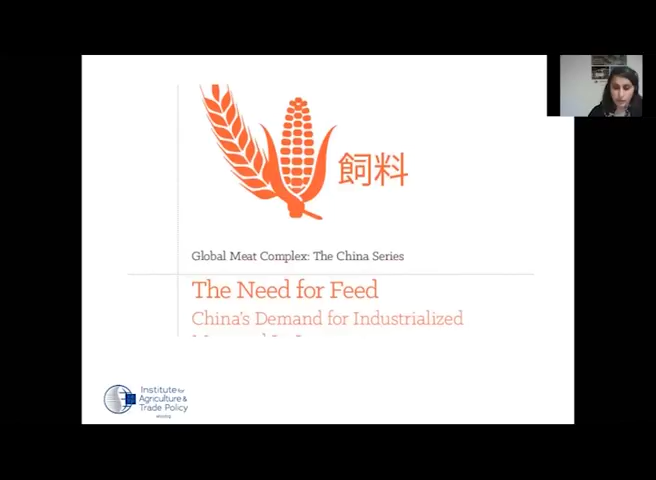 飼料
Global Meat Complex: The China Series
The Need for Feed
China's Demand for Industrialized
Institute for
Agriculture &
Trade Policy